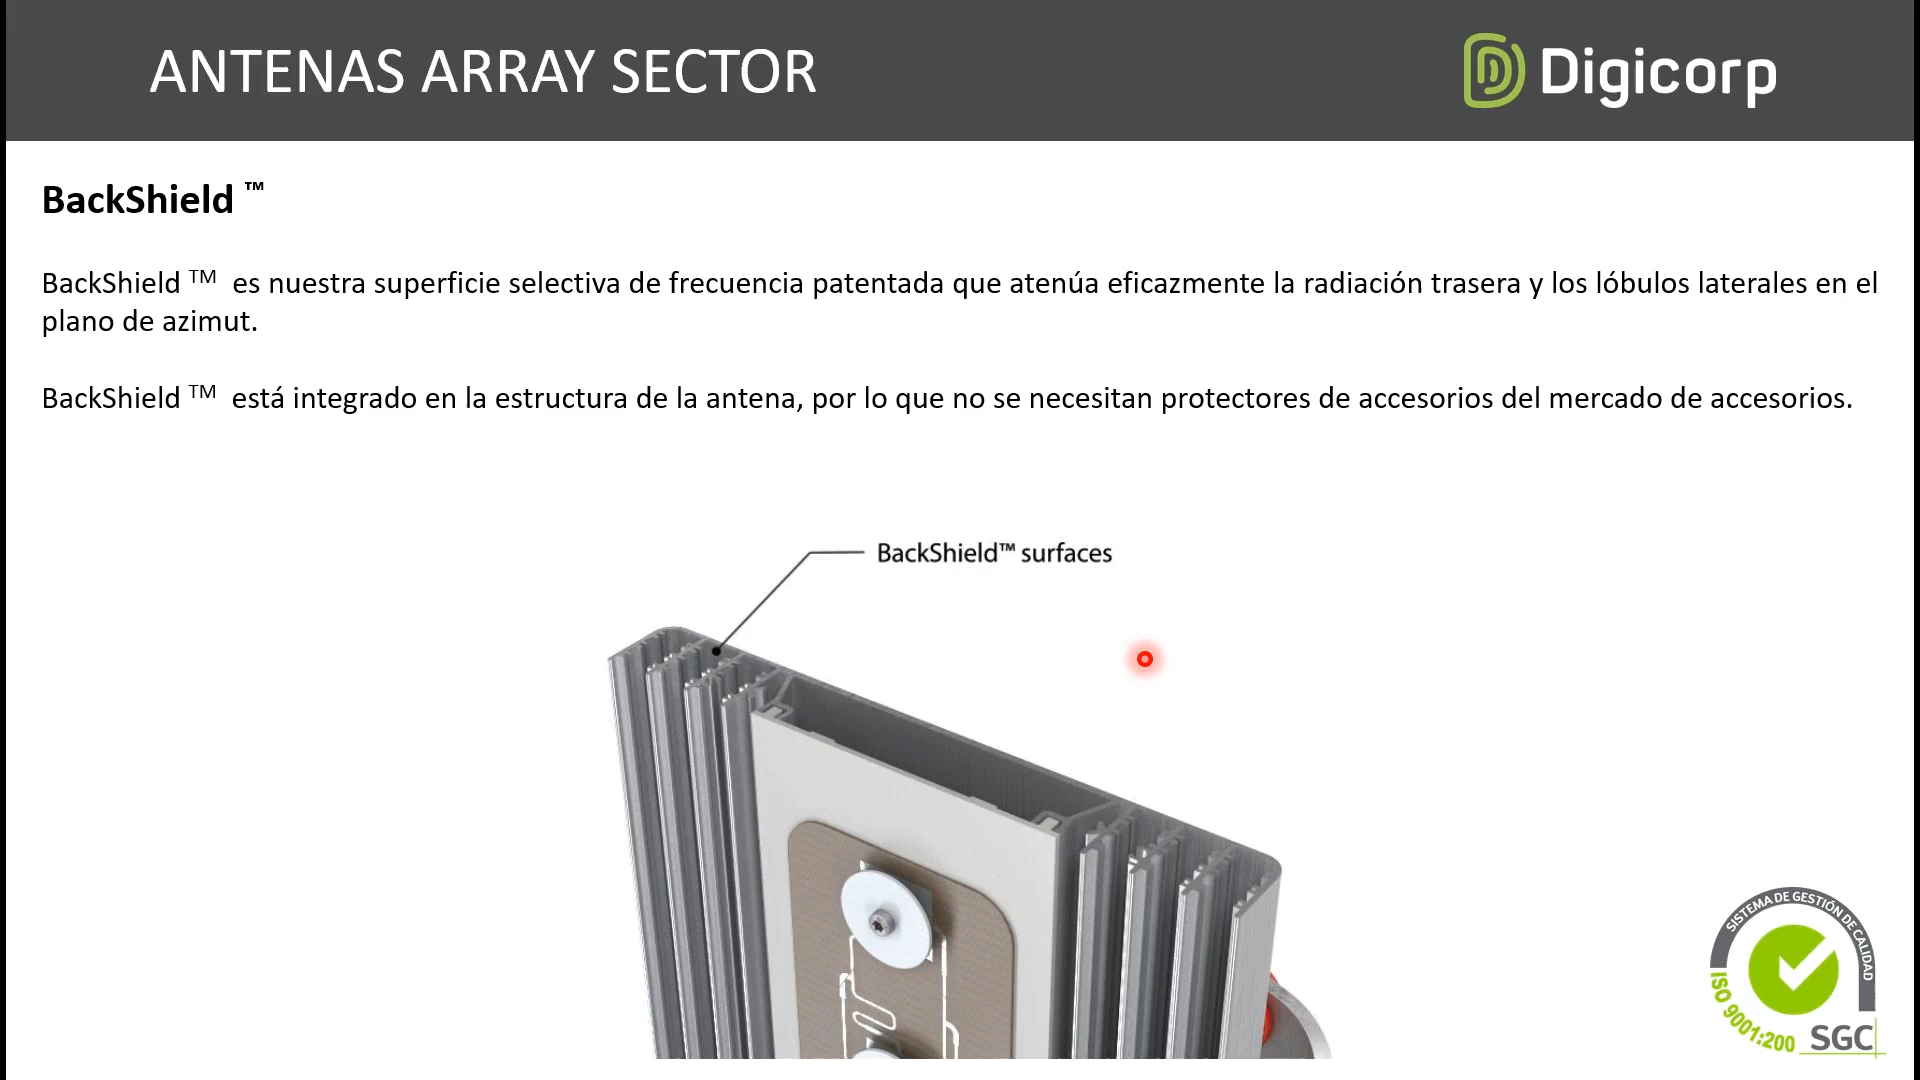 ANTENAS ARRAY SECTOR
Digicorp
BackShield ™
BackShield TM es nuestra superficie selectiva de frecuencia patentada que atenúa eficazmente la radiación trasera y los lóbulos laterales en el
plano de azimut.
BackShield TM está integrado en la estructura de la antena, por lo que no se necesitan protectores de accesorios del mercado de accesorios.
BackShield™ surfaces
SISTEMA DE GESTIÓN DE CALIDAD
ISO 9001:200
SGC